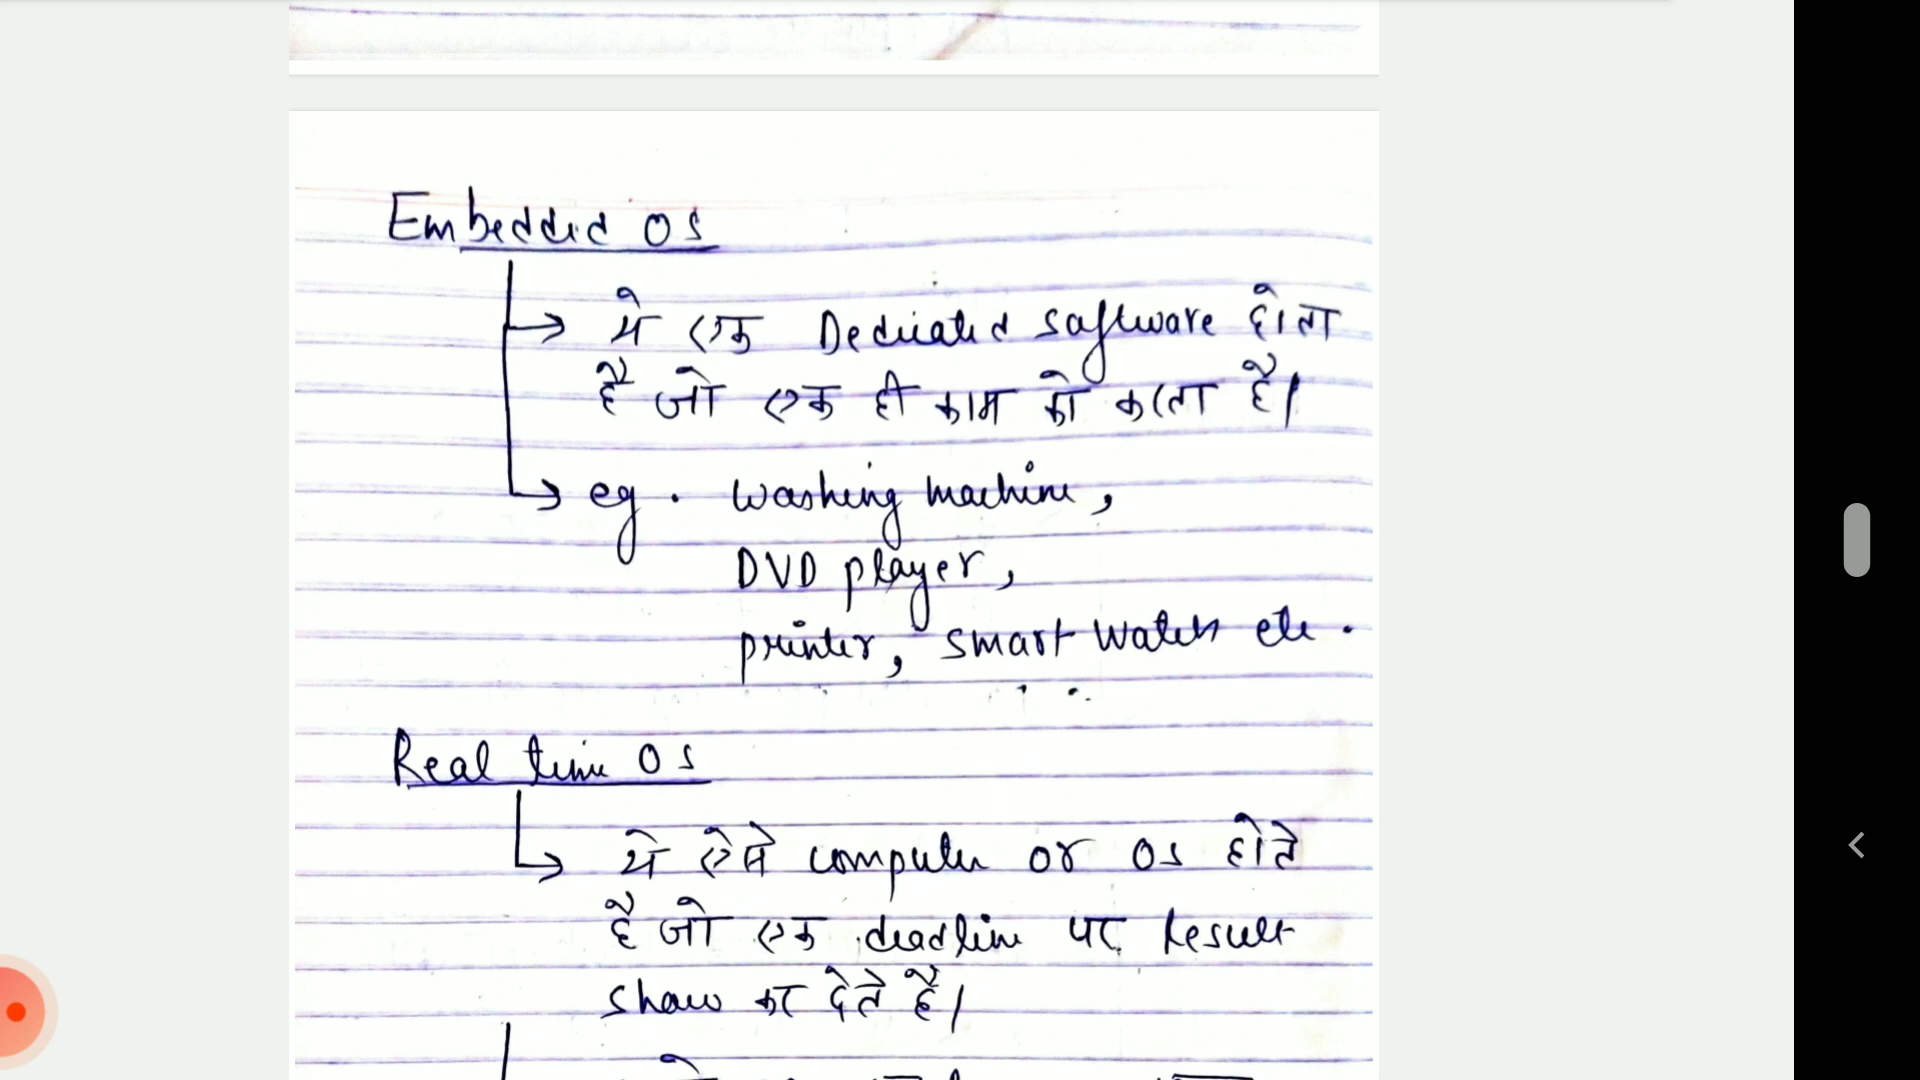 Embedded OS
→ ये एक Dedicated software होता
है जो एक ही काम को करता है।
→ eg. washing machine,
DVD player,
printer, smart watch etc.
Real time OS
→ ये ऐसे computer or OS होते
है जो एक deadline पर Result
show कर देते है।